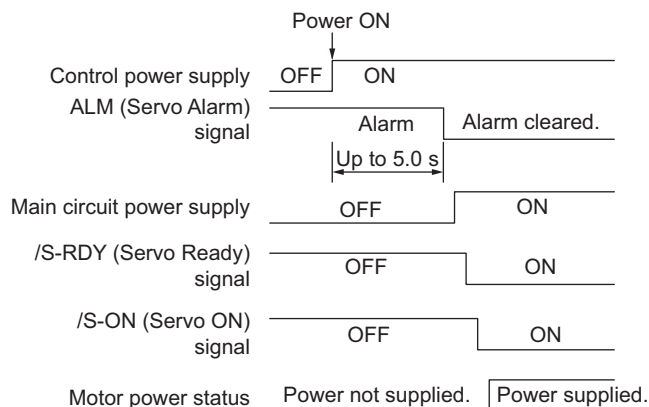 Power ON
Control power supply OFF ON
ALM (Servo Alarm)
signal
Alarm Alarm cleared.
Up to 5.0 s
Main circuit power supply OFF ON
/S-RDY (Servo Ready)
signal
OFF ON
/S-ON (Servo ON)
signal
OFF ON
Motor power status Power not supplied. Power supplied.